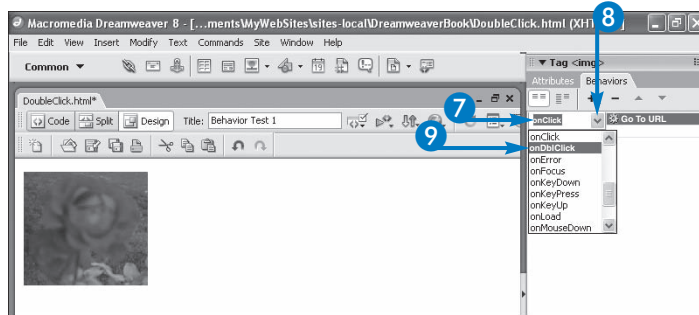 8
Macromedia Dreamweaver 8 - [...ments\MyWebSites\sites-local\DreamweaverBook\DoubleClick.html (XHT
File Edit View Insert Modify Text Commands Site Window Help
Common
Tag <img>
Attributes Behaviors
DoubleClick.html*
Code Split Design Title: Behavior Test 1
7
onClick Go To URL
9
onClick
onDblClick
onError
onFocus
onKeyDown
onKeyPress
onKeyUp
onLoad
onMouseDown